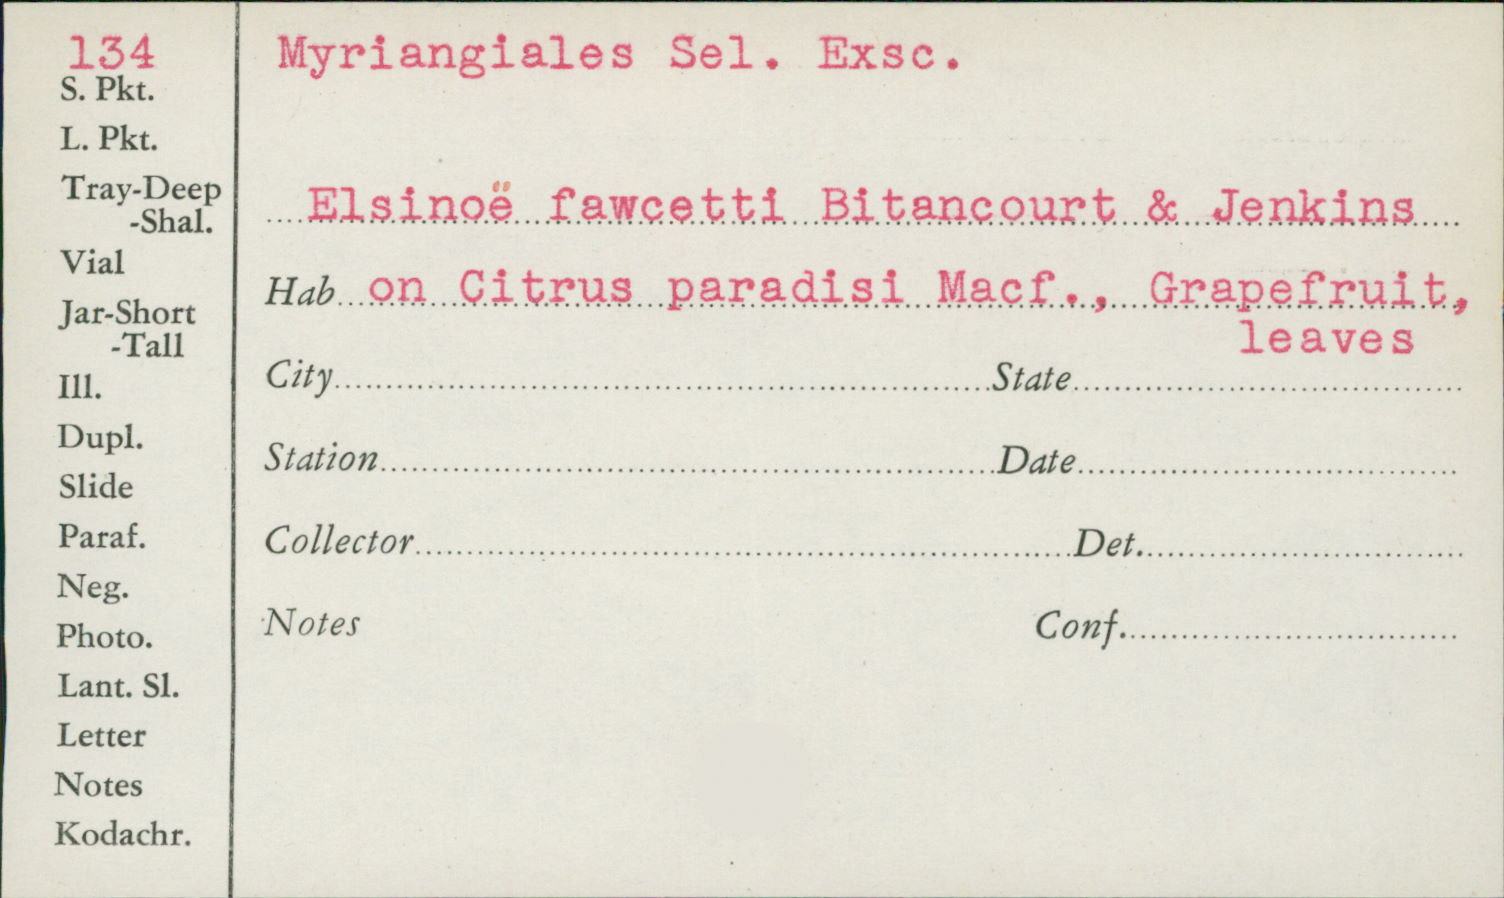 134
S. Pkt.
L. Pkt.
Tray-Deep
-Shal.
Vial
Jar-Short
-Tall
Ill.
Dupl.
Slide
Paraf.
Neg.
Photo.
Lant. Sl.
Letter
Notes
Kodachr.
Myriangiales Sel. Exsc.
Elsinoë fawcetti Bitancourt & Jenkins
Hab on Citrus paradisi Macf., Grapefruit,
leaves
City State
Station Date
Collector Det.
Notes Conf.